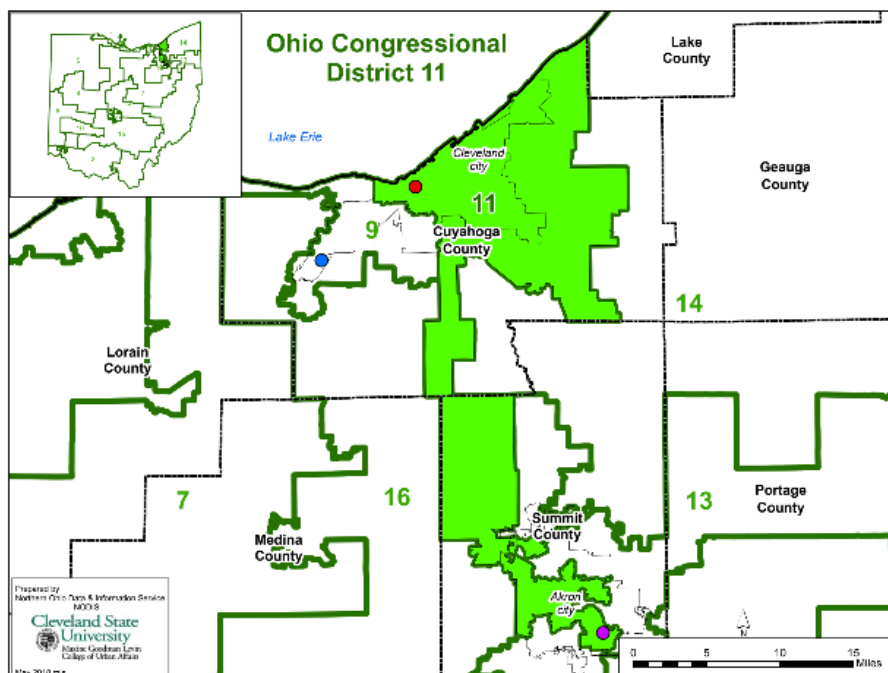 Ohio Congressional
District 11
Lake
County
Lake Erie
Cleveland
city
Geauga
County
11
9
Cuyahoga
County
14
Lorain
County
7
16
13
Portage
County
Summit
County
Medina
County
Akron
city
Prepared by
Northern Ohio Data & Information Service
NODIS
Cleveland State
University
Maxine Goodman Levin
College of Urban Affairs
N
0 5 10 15
Miles